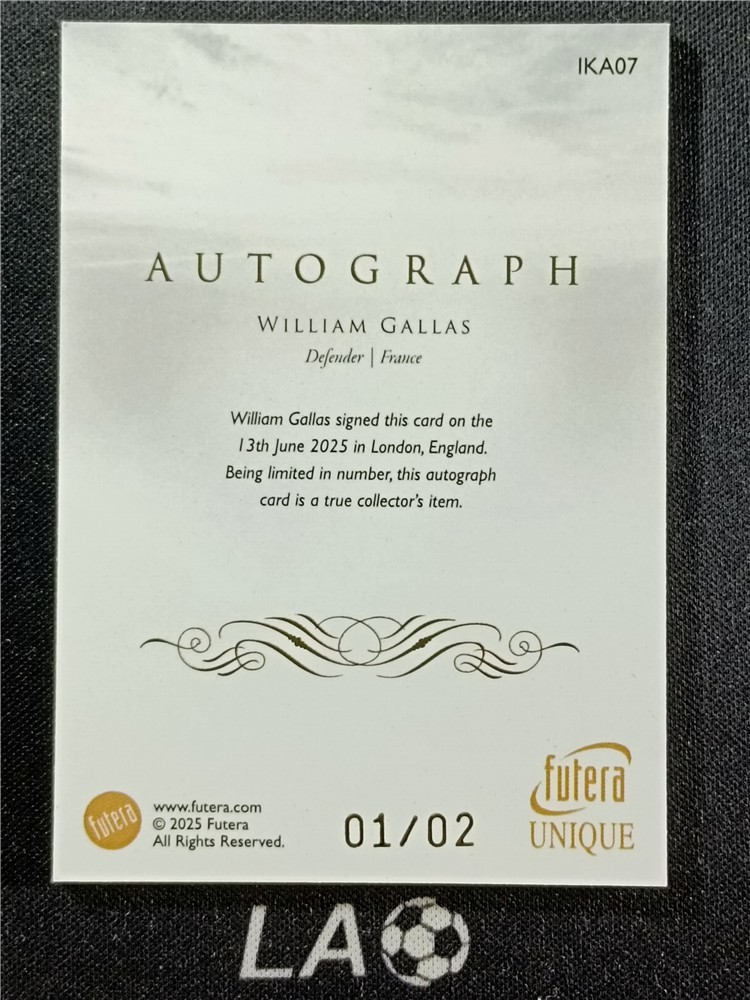 IKA07
AUTOGRAPH
WILLIAM GALLAS
Defender | France
William Gallas signed this card on the
13th June 2025 in London, England.
Being limited in number, this autograph
card is a true collector's item.
futera
www.futera.com
© 2025 Futera
All Rights Reserved.
01/02
futera
UNIQUE
LA